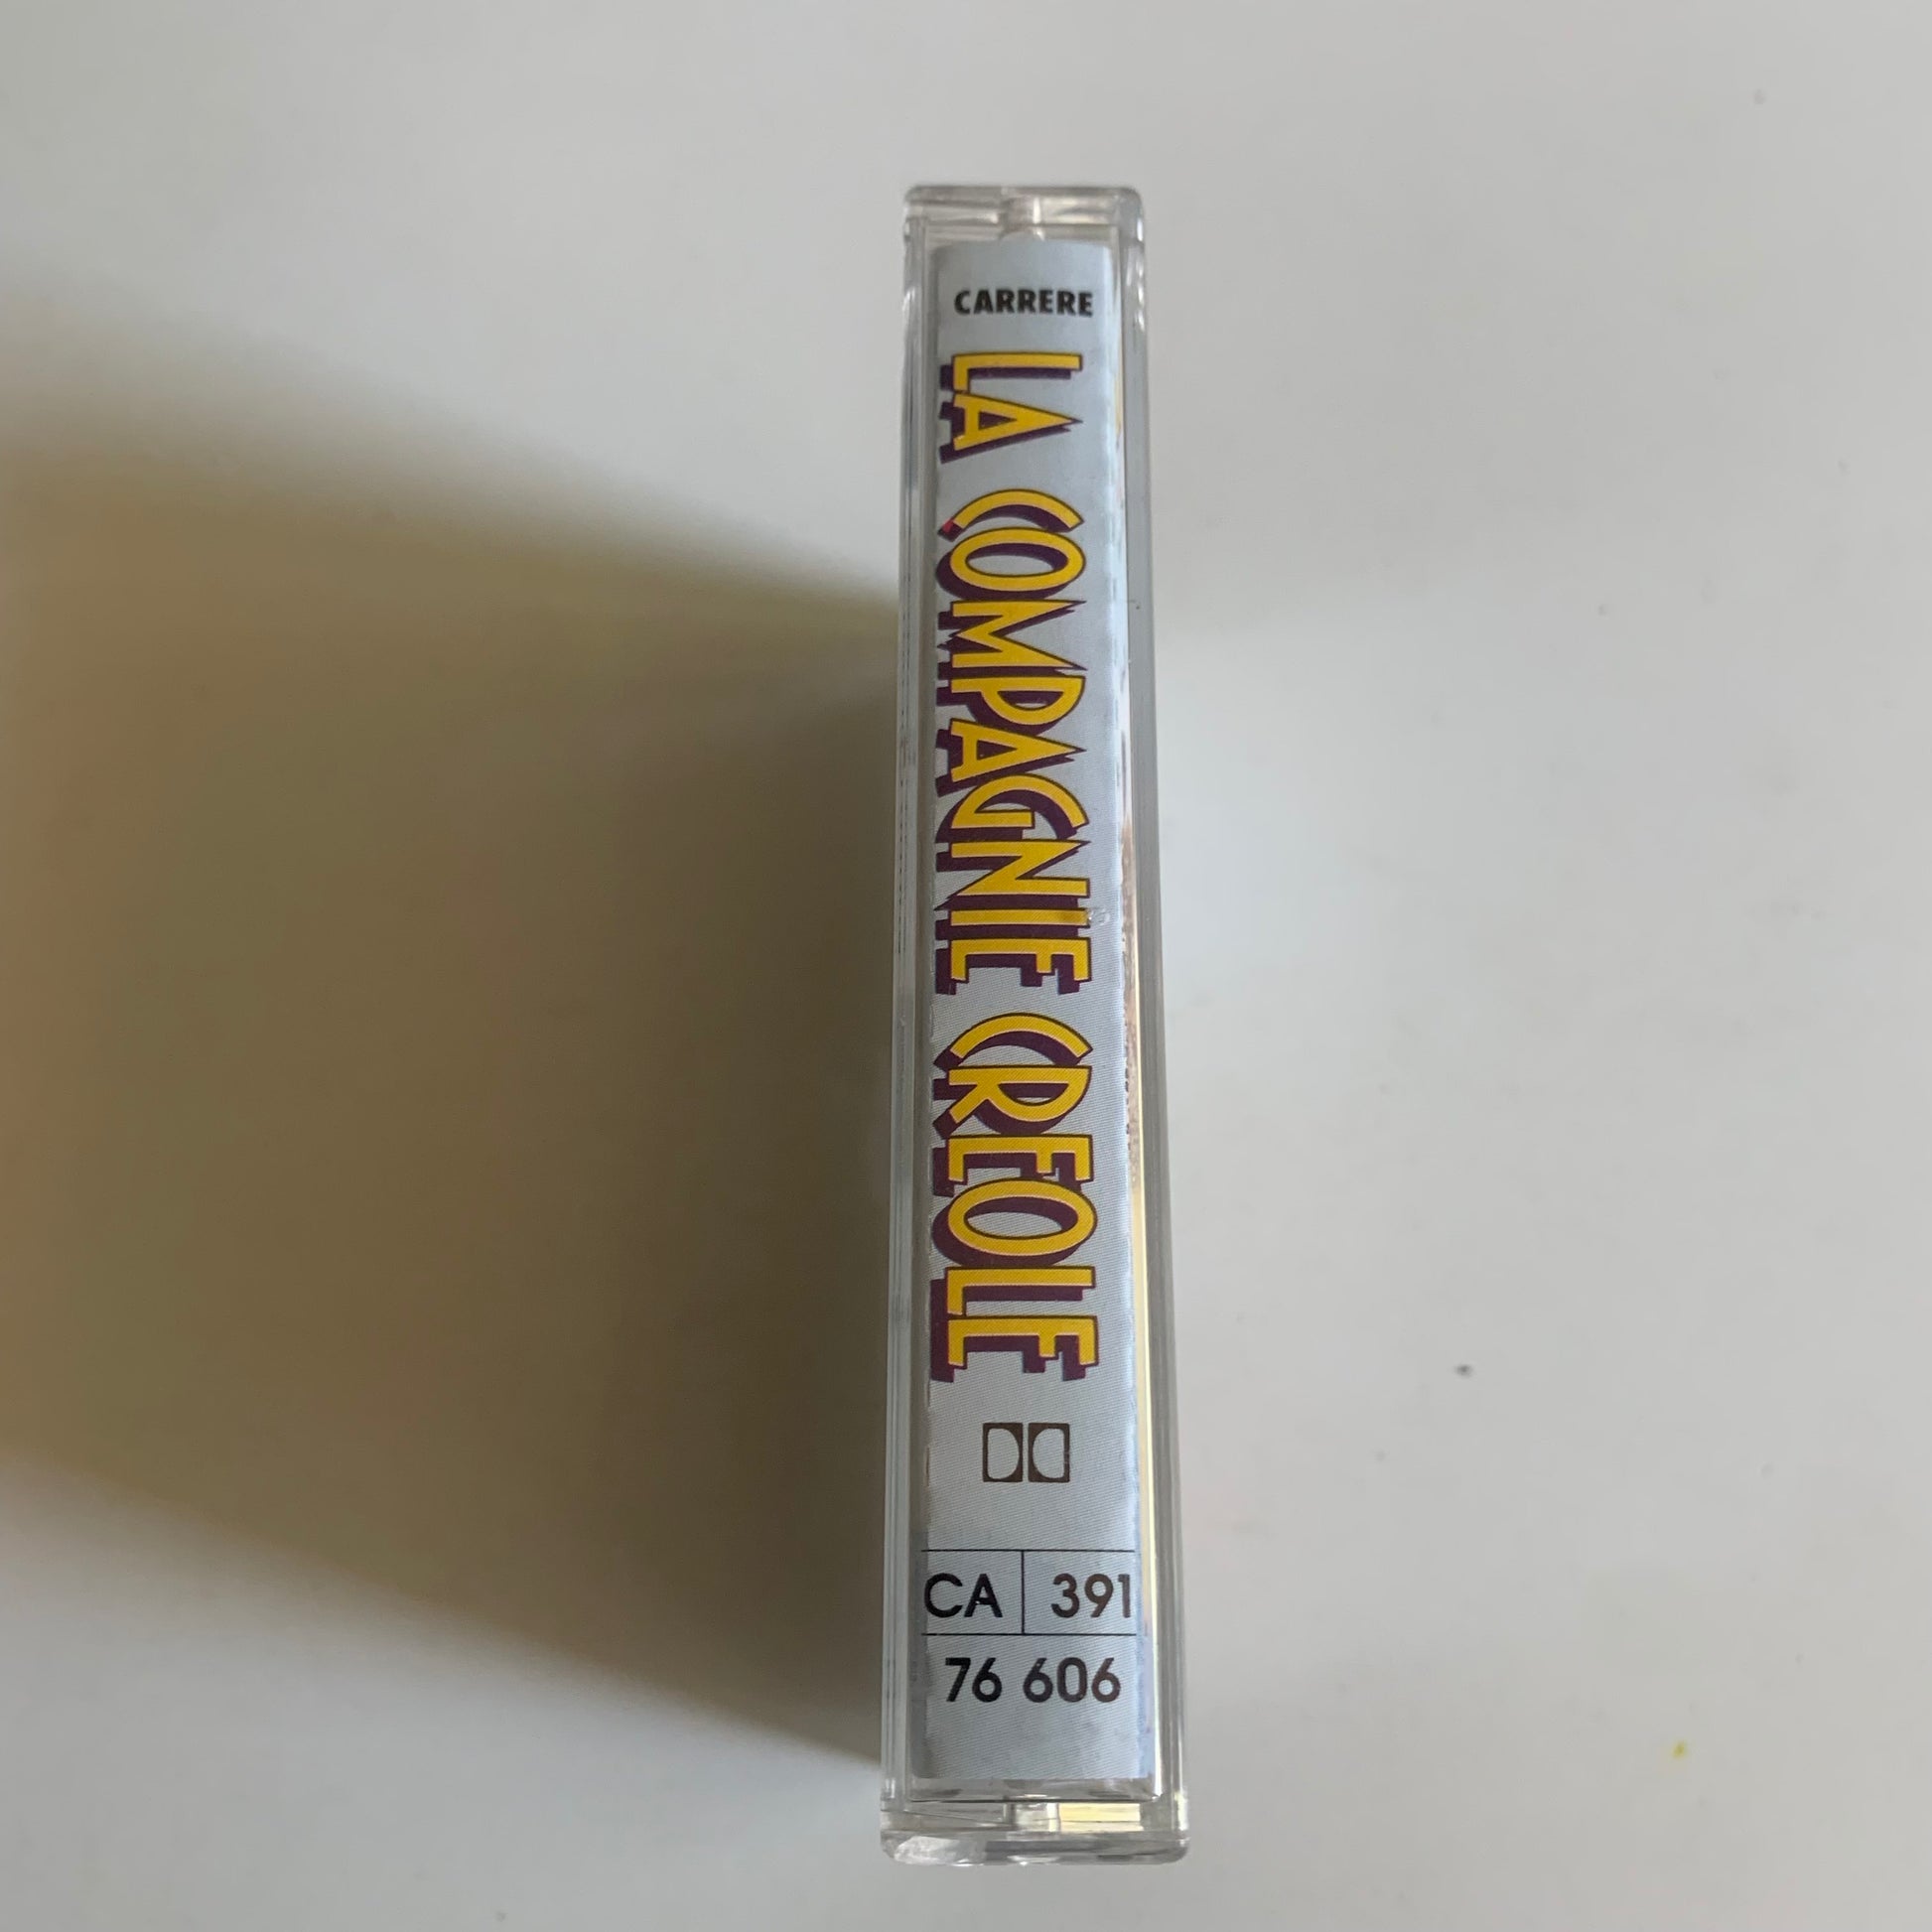 CARRERE
LA COMPAGNIE CREOLE
CA 391
76 606